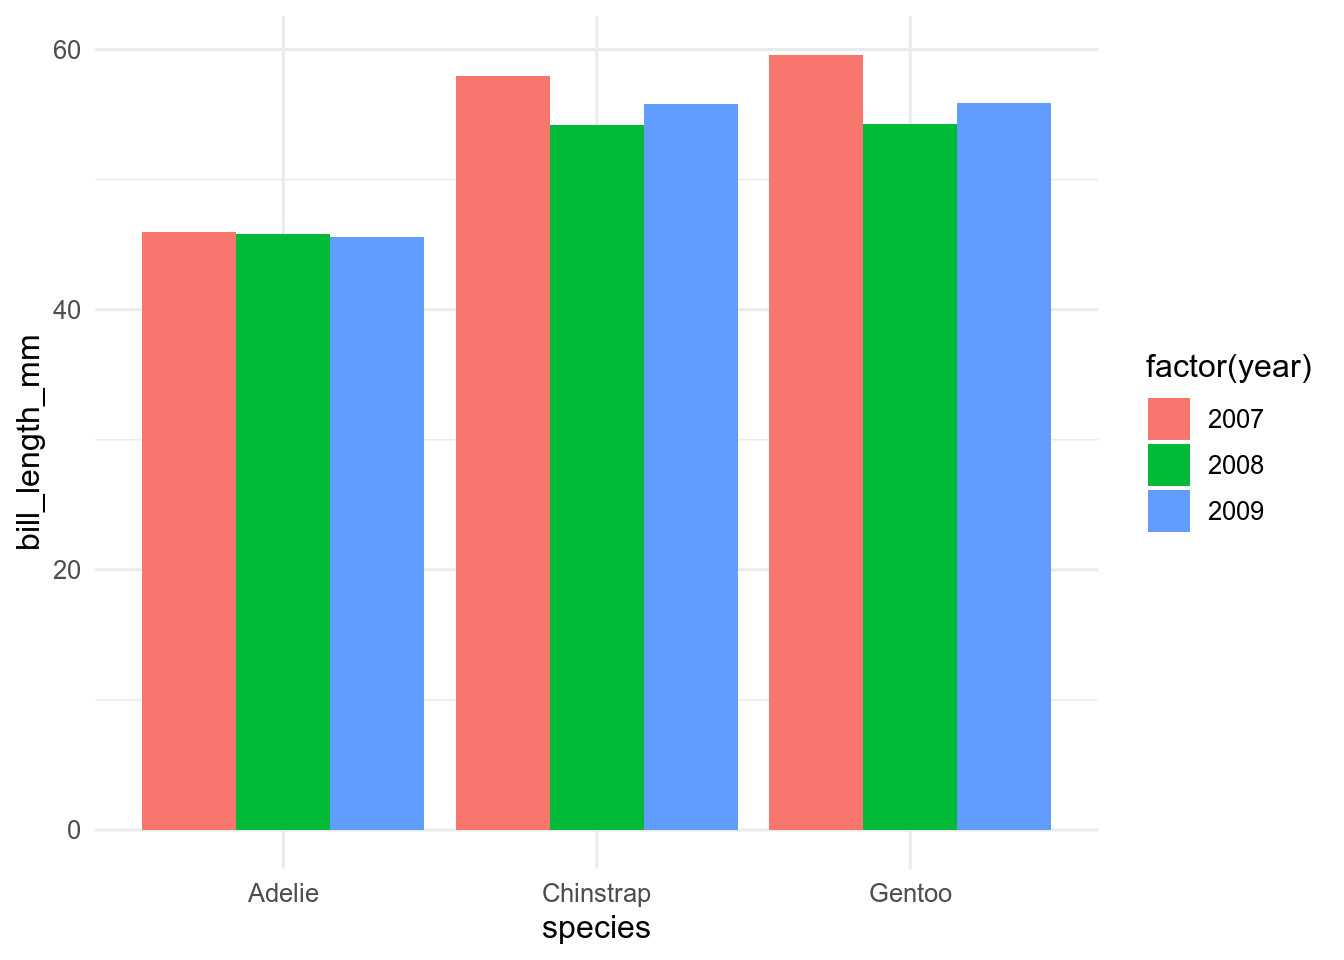 60
40
20
0
bill_length_mm
Adelie
Chinstrap
Gentoo
species
factor(year)
2007
2008
2009